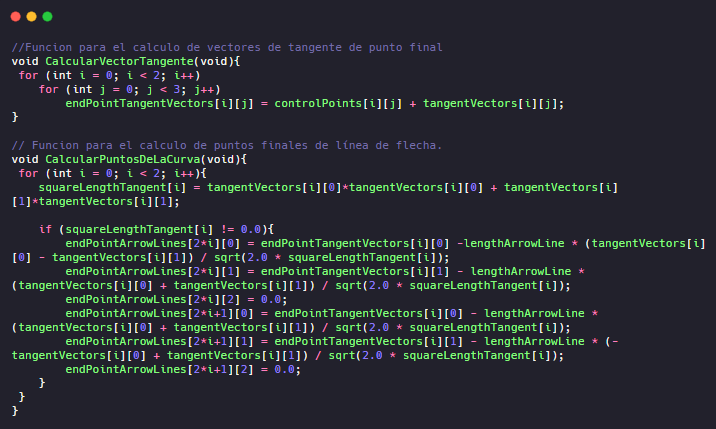 //Funcion para el calculo de vectores de tangente de punto final
void CalcularVectorTangente(void){
 for (int i = 0; i < 2; i++)
    for (int j = 0; j < 3; j++)
        endPointTangentVectors[i][j] = controlPoints[i][j] + tangentVectors[i][j];
}

// Funcion para el calculo de puntos finales de línea de flecha.
void CalcularPuntosDeLaCurva(void){
 for (int i = 0; i < 2; i++){
    squareLengthTangent[i] = tangentVectors[i][0]*tangentVectors[i][0] + tangentVectors[i]
[1]*tangentVectors[i][1];

    if (squareLengthTangent[i] != 0.0){
        endPointArrowLines[2*i][0] = endPointTangentVectors[i][0] -lengthArrowLine * (tangentVectors[i]
[0] - tangentVectors[i][1]) / sqrt(2.0 * squareLengthTangent[i]);
        endPointArrowLines[2*i][1] = endPointTangentVectors[i][1] - lengthArrowLine *
(tangentVectors[i][0] + tangentVectors[i][1]) / sqrt(2.0 * squareLengthTangent[i]);
        endPointArrowLines[2*i][2] = 0.0;
        endPointArrowLines[2*i+1][0] = endPointTangentVectors[i][0] - lengthArrowLine *
(tangentVectors[i][0] + tangentVectors[i][1]) / sqrt(2.0 * squareLengthTangent[i]);
        endPointArrowLines[2*i+1][1] = endPointTangentVectors[i][1] - lengthArrowLine * (-
tangentVectors[i][0] + tangentVectors[i][1]) / sqrt(2.0 * squareLengthTangent[i]);
        endPointArrowLines[2*i+1][2] = 0.0;
    }
 }
}